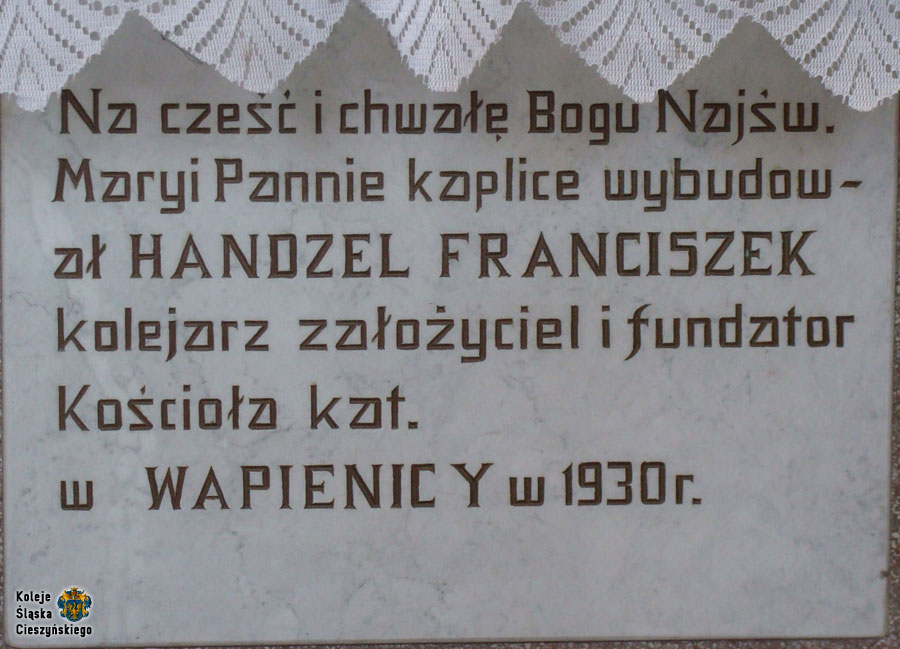 Na cześć i chwałę Bogu Najśw.
Maryi Pannie kaplice wybudow-
ał HANDZEL FRANCISZEK
kolejarz założyciel i fundator
Kościoła kat.
w WAPIENICY w 1930 r.
Koleje
Śląska
Cieszyńskiego